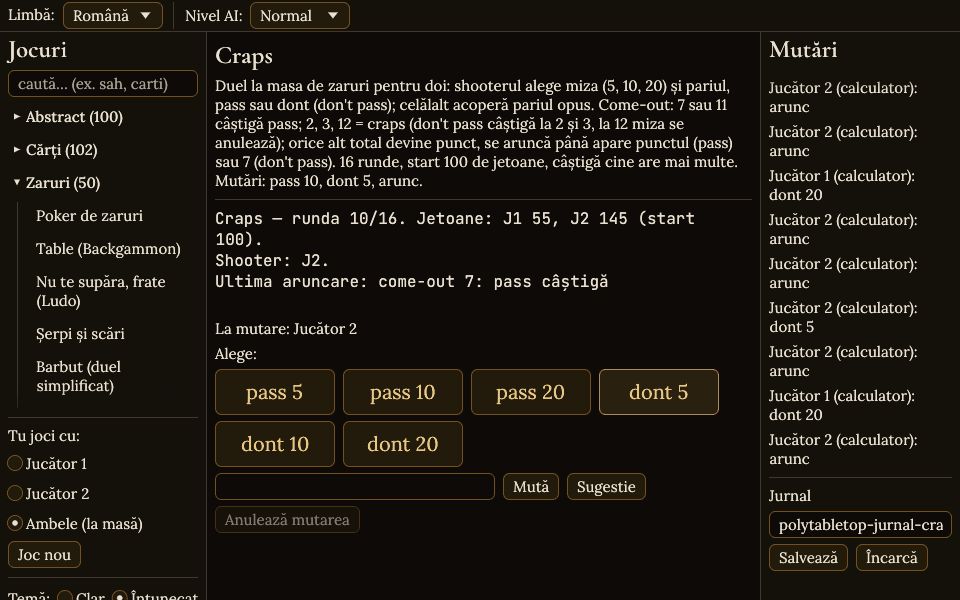 Limbă: Română Nivel AI: Normal
Jocuri
caută... (ex. sah, carti)
Abstract (100)
Cărți (102)
Zaruri (50)
Poker de zaruri
Table (Backgammon)
Nu te supăra, frate
(Ludo)
Șerpi și scări
Barbut (duel
simplificat)
Tu joci cu:
Jucător 1
Jucător 2
Ambele (la masă)
Joc nou
Temă: Clar Întunecat
Craps
Duel la masa de zaruri pentru doi: shooterul alege miza (5, 10, 20) și pariul,
pass sau dont (don't pass); celălalt acoperă pariul opus. Come-out: 7 sau 11
câștigă pass; 2, 3, 12 = craps (don't pass câștigă la 2 și 3, la 12 miza se
anulează); orice alt total devine punct, se aruncă până apare punctul (pass)
sau 7 (don't pass). 16 runde, start 100 de jetoane, câștigă cine are mai multe.
Mutări: pass 10, dont 5, arunc.
Craps — runda 10/16. Jetoane: J1 55, J2 145 (start
100).
Shooter: J2.
Ultima aruncare: come-out 7: pass câștigă
La mutare: Jucător 2
Alege:
pass 5 pass 10 pass 20 dont 5
dont 10 dont 20
Mută Sugestie
Anulează mutarea
Mutări
Jucător 2 (calculator):
arunc
Jucător 2 (calculator):
arunc
Jucător 1 (calculator):
dont 20
Jucător 2 (calculator):
arunc
Jucător 2 (calculator):
arunc
Jucător 2 (calculator):
dont 5
Jucător 2 (calculator):
arunc
Jucător 1 (calculator):
dont 20
Jucător 2 (calculator):
arunc
Jurnal
polytabletop-jurnal-cra
Salvează Încarcă